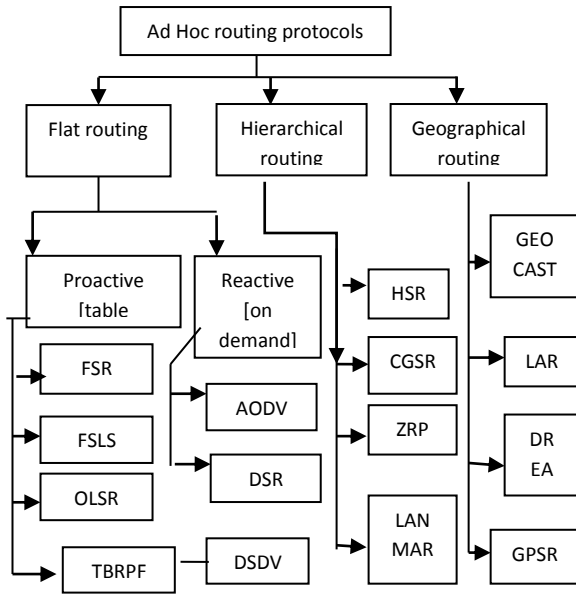 Ad Hoc routing protocols
Flat routing
Hierarchical
routing
Geographical
routing
Proactive
[table
Reactive
[on
demand]
FSR
FSLS
OLSR
TBRPF
DSDV
AODV
DSR
HSR
CGSR
ZRP
LAN
MAR
GEO
CAST
LAR
DR
EA
GPSR